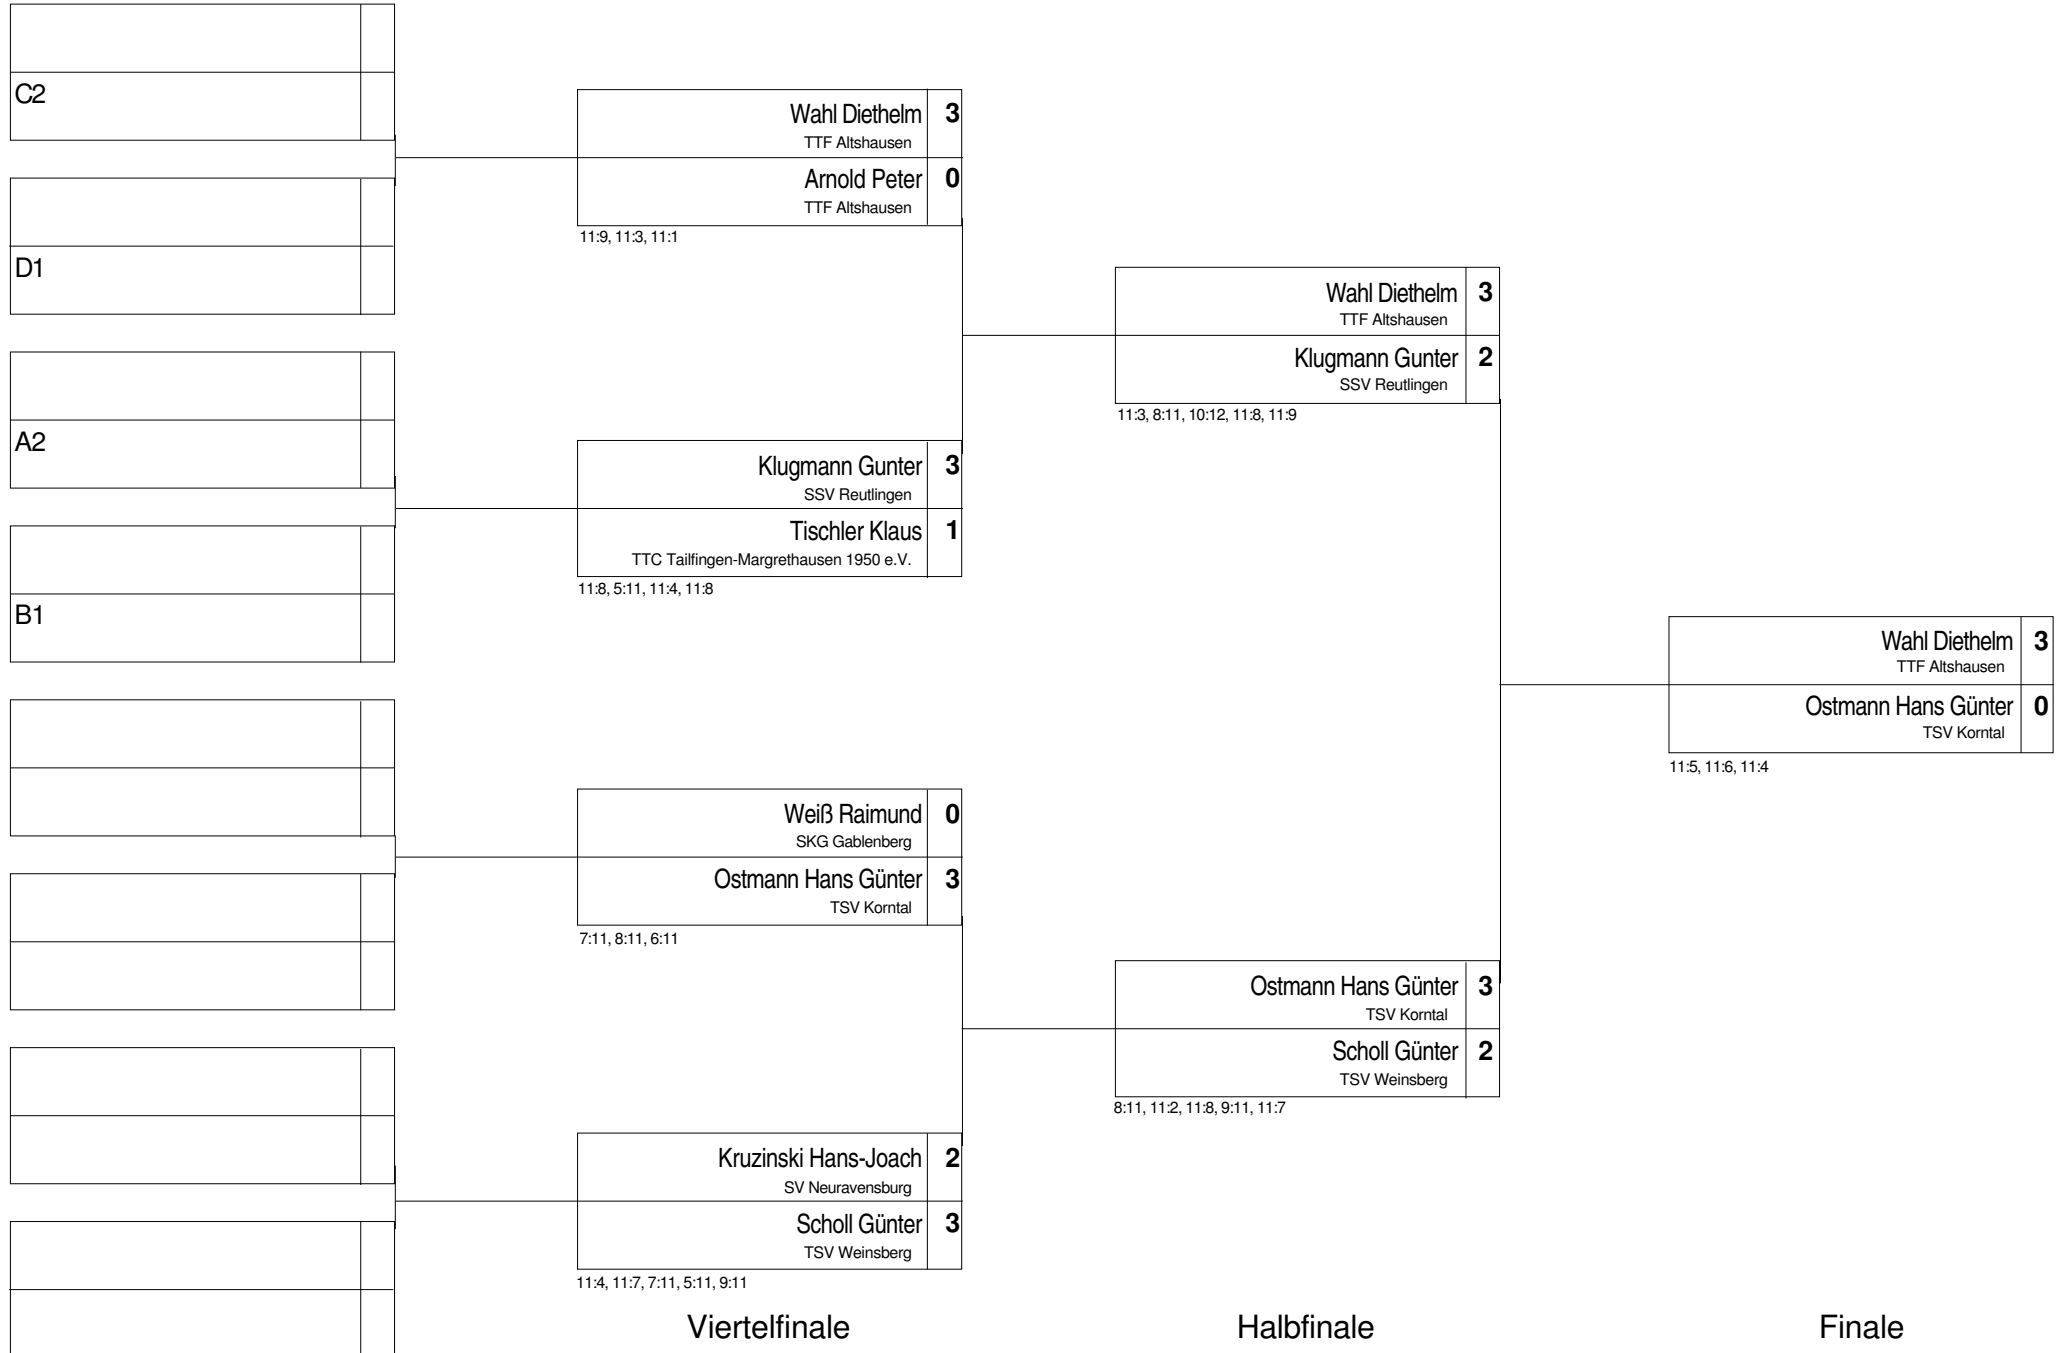 C2
D1
A2
B1
Wahl Diethelm 3
TTF Altshausen
Arnold Peter 0
TTF Altshausen
11:9, 11:3, 11:1
Klugmann Gunter 3
SSV Reutlingen
Tischler Klaus 1
TTC Tailfingen-Margrethausen 1950 e.V.
11:8, 5:11, 11:4, 11:8
Weiß Raimund 0
SKG Gablenberg
Ostmann Hans Günter 3
TSV Korntal
7:11, 8:11, 6:11
Kruzinski Hans-Joach 2
SV Neuravensburg
Scholl Günter 3
TSV Weinsberg
11:4, 11:7, 7:11, 5:11, 9:11
Viertelfinale
Wahl Diethelm 3
TTF Altshausen
Klugmann Gunter 2
SSV Reutlingen
11:3, 8:11, 10:12, 11:8, 11:9
Ostmann Hans Günter 3
TSV Korntal
Scholl Günter 2
TSV Weinsberg
8:11, 11:2, 11:8, 9:11, 11:7
Halbfinale
Wahl Diethelm 3
TTF Altshausen
Ostmann Hans Günter 0
TSV Korntal
11:5, 11:6, 11:4
Finale